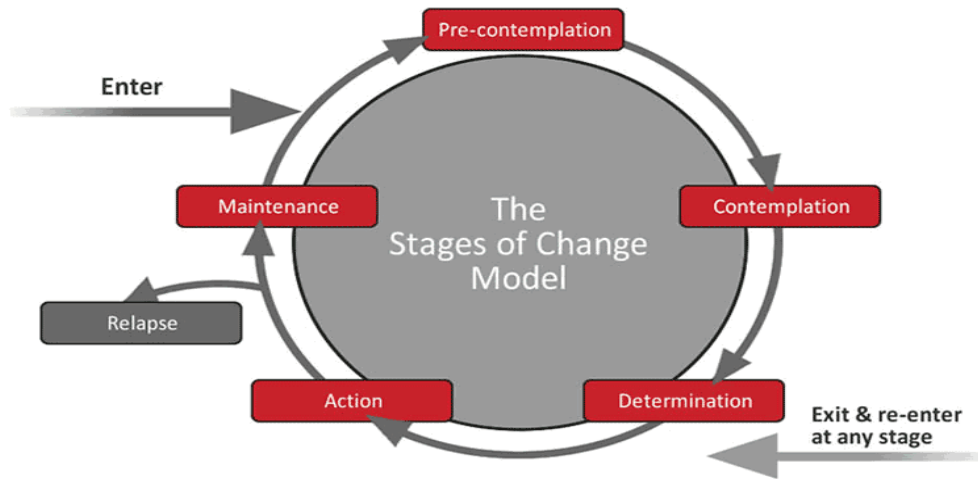 Pre-contemplation
Enter
Maintenance
Contemplation
The
Stages of Change
Model
Relapse
Action
Determination
Exit & re-enter
at any stage